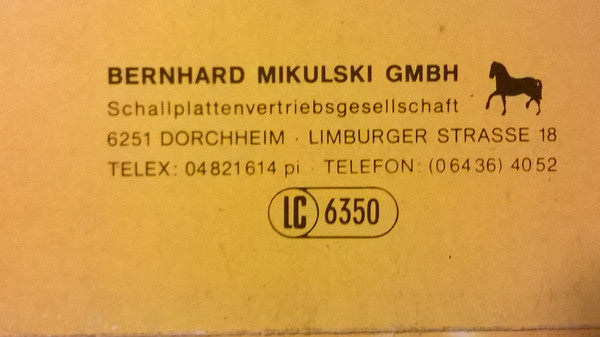 BERNHARD MIKULSKI GMBH
Schallplattenvertriebsgesellschaft
6251 DORCHHEIM · LIMBURGER STRASSE 18
TELEX: 04821614 pi · TELEFON: (06436) 4052
LC 6350